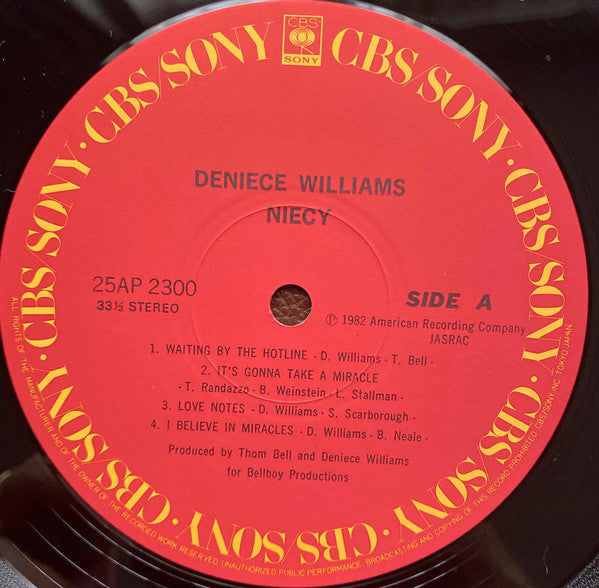 CBS
SONY
CBS/SONY · CBS SONY · CBS/SONY · CBS SONY · CBS/SONY · CBS SONY · CBS/SONY ·
DENIECE WILLIAMS
NIECY
25AP 2300
33⅓ STEREO
SIDE A
Ⓟ 1982 American Recording Company
JASRAC
1. WAITING BY THE HOTLINE - D. Williams - T. Bell -
2. IT'S GONNA TAKE A MIRACLE
- T. Randazzo - B. Weinstein - L. Stallman -
3. LOVE NOTES - D. Williams - S. Scarborough -
4. I BELIEVE IN MIRACLES - D. Williams - B. Neale -
Produced by Thom Bell and Deniece Williams
for Bellboy Productions
ALL RIGHTS OF THE MANUFACTURER AND OF THE OWNER OF THE RECORDED WORK RESERVED. UNAUTHORIZED PUBLIC PERFORMANCE, BROADCASTING AND COPYING OF THIS RECORD PROHIBITED. CBS/SONY INC. TOKYO JAPAN